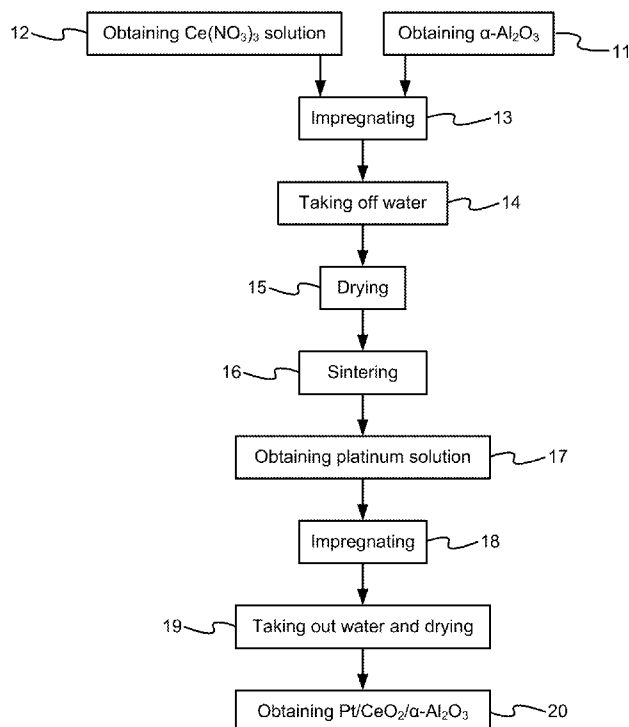 12 Obtaining Ce(NO₃)₃ solution
Obtaining α-Al₂O₃ 11
Impregnating 13
Taking off water 14
15 Drying
16 Sintering
Obtaining platinum solution 17
Impregnating 18
19 Taking out water and drying
Obtaining Pt/CeO₂/α-Al₂O₃ 20